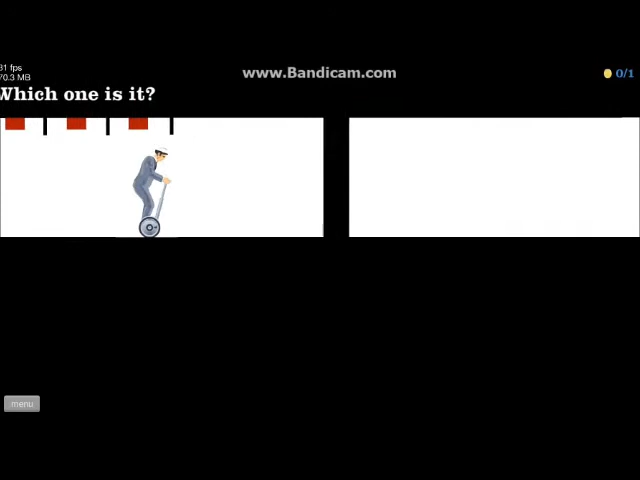 31 fps
www.Bandicam.com
0/1
70.3 MB
Which one is it?
menu